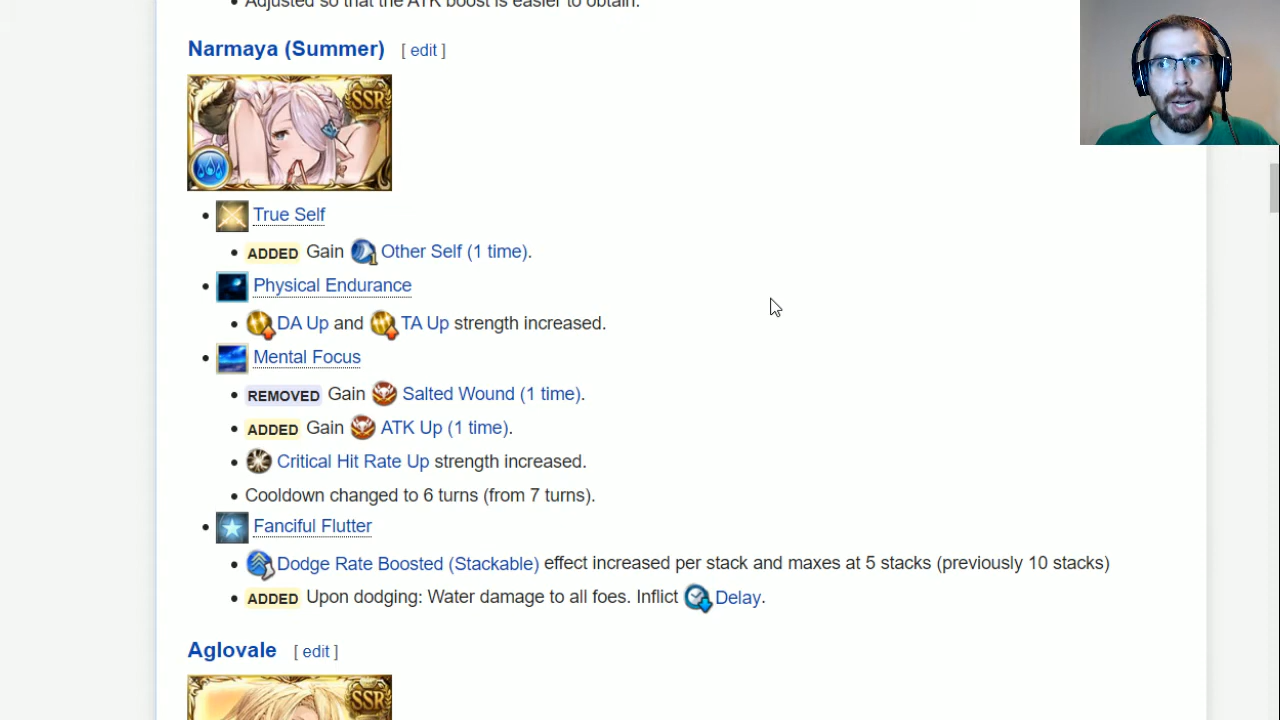 Adjusted so that the ATK boost is easier to obtain.
Narmaya (Summer) [ edit ]
SSR
True Self
ADDED Gain Other Self (1 time).
Physical Endurance
DA Up and TA Up strength increased.
Mental Focus
REMOVED Gain Salted Wound (1 time).
ADDED Gain ATK Up (1 time).
Critical Hit Rate Up strength increased.
Cooldown changed to 6 turns (from 7 turns).
Fanciful Flutter
Dodge Rate Boosted (Stackable) effect increased per stack and maxes at 5 stacks (previously 10 stacks)
ADDED Upon dodging: Water damage to all foes. Inflict Delay.
Aglovale [ edit ]
SSR